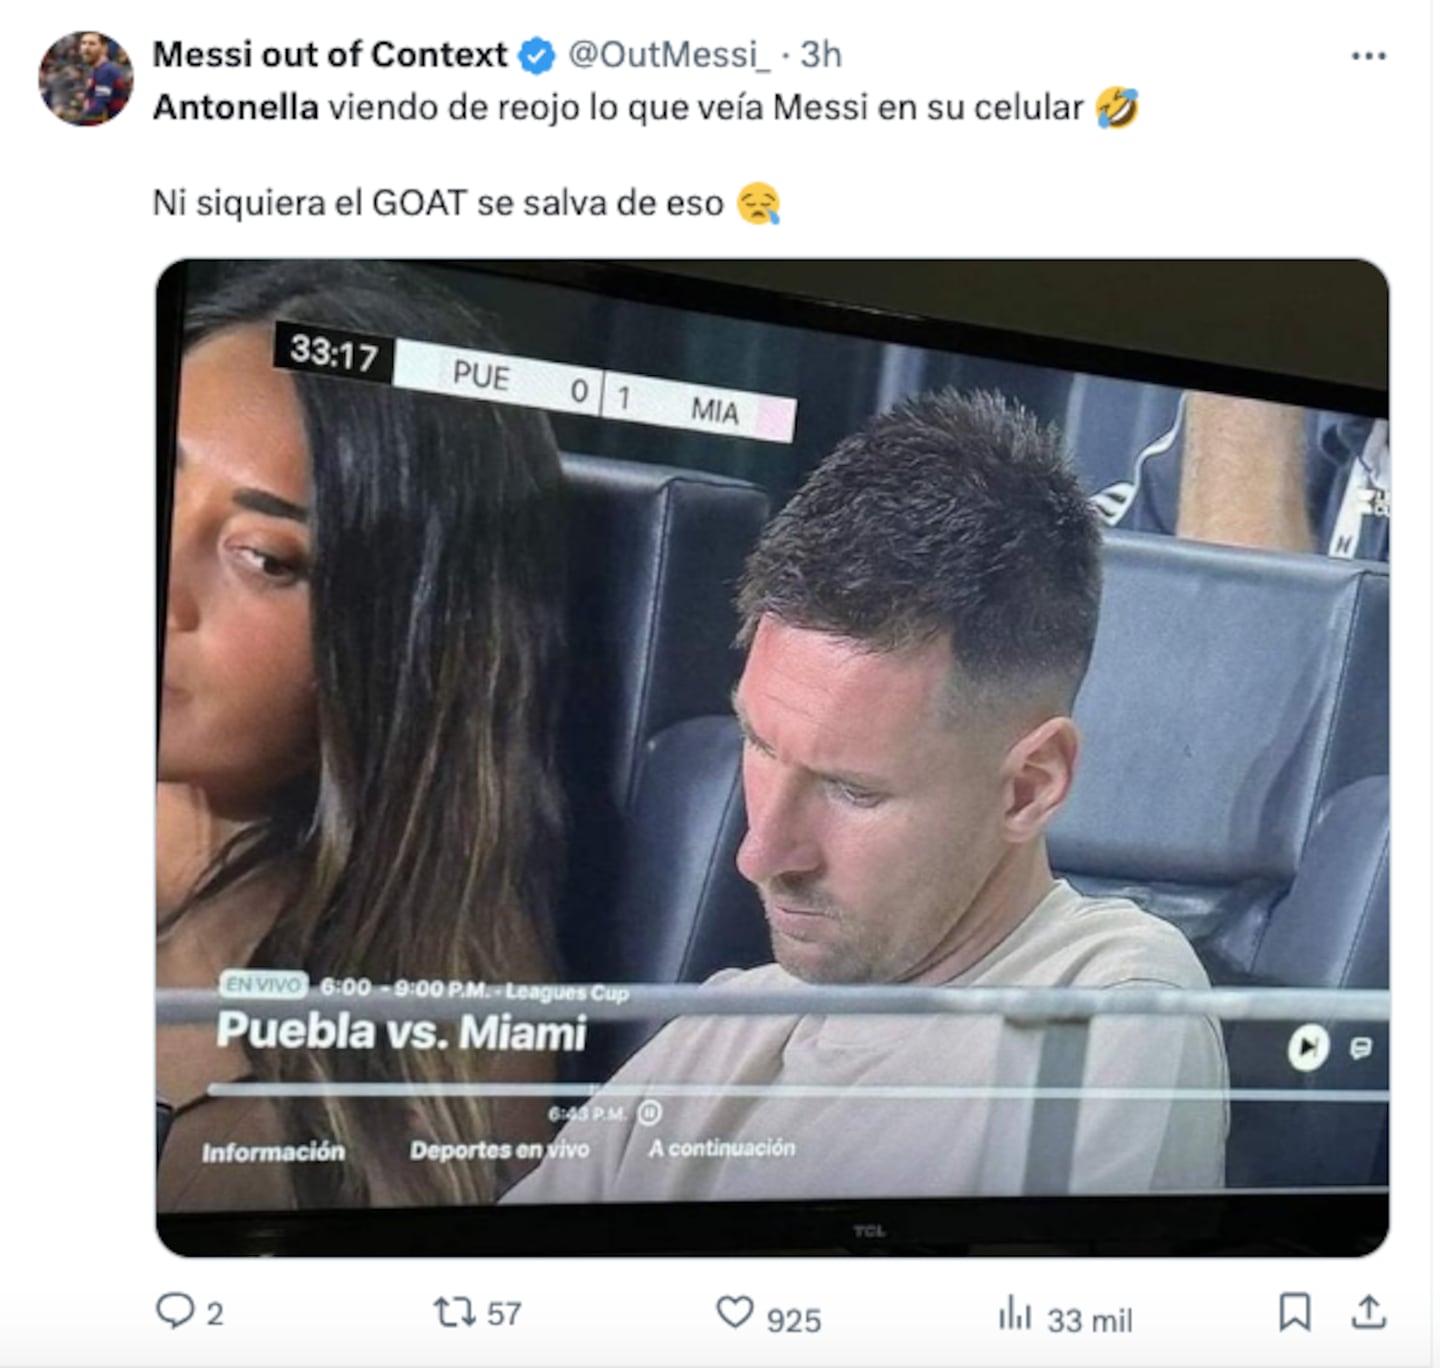 Messi out of Context @OutMessi_ · 3h
Antonella viendo de reojo lo que veía Messi en su celular 🤣
Ni siquiera el GOAT se salva de eso 😪
33:17 PUE 0 1 MIA
N
EN VIVO 6:00 - 9:00 P.M. - Leagues Cup
Puebla vs. Miami
6:43 P.M.
Información Deportes en vivo A continuación
TCL
2 57 925 33 mil